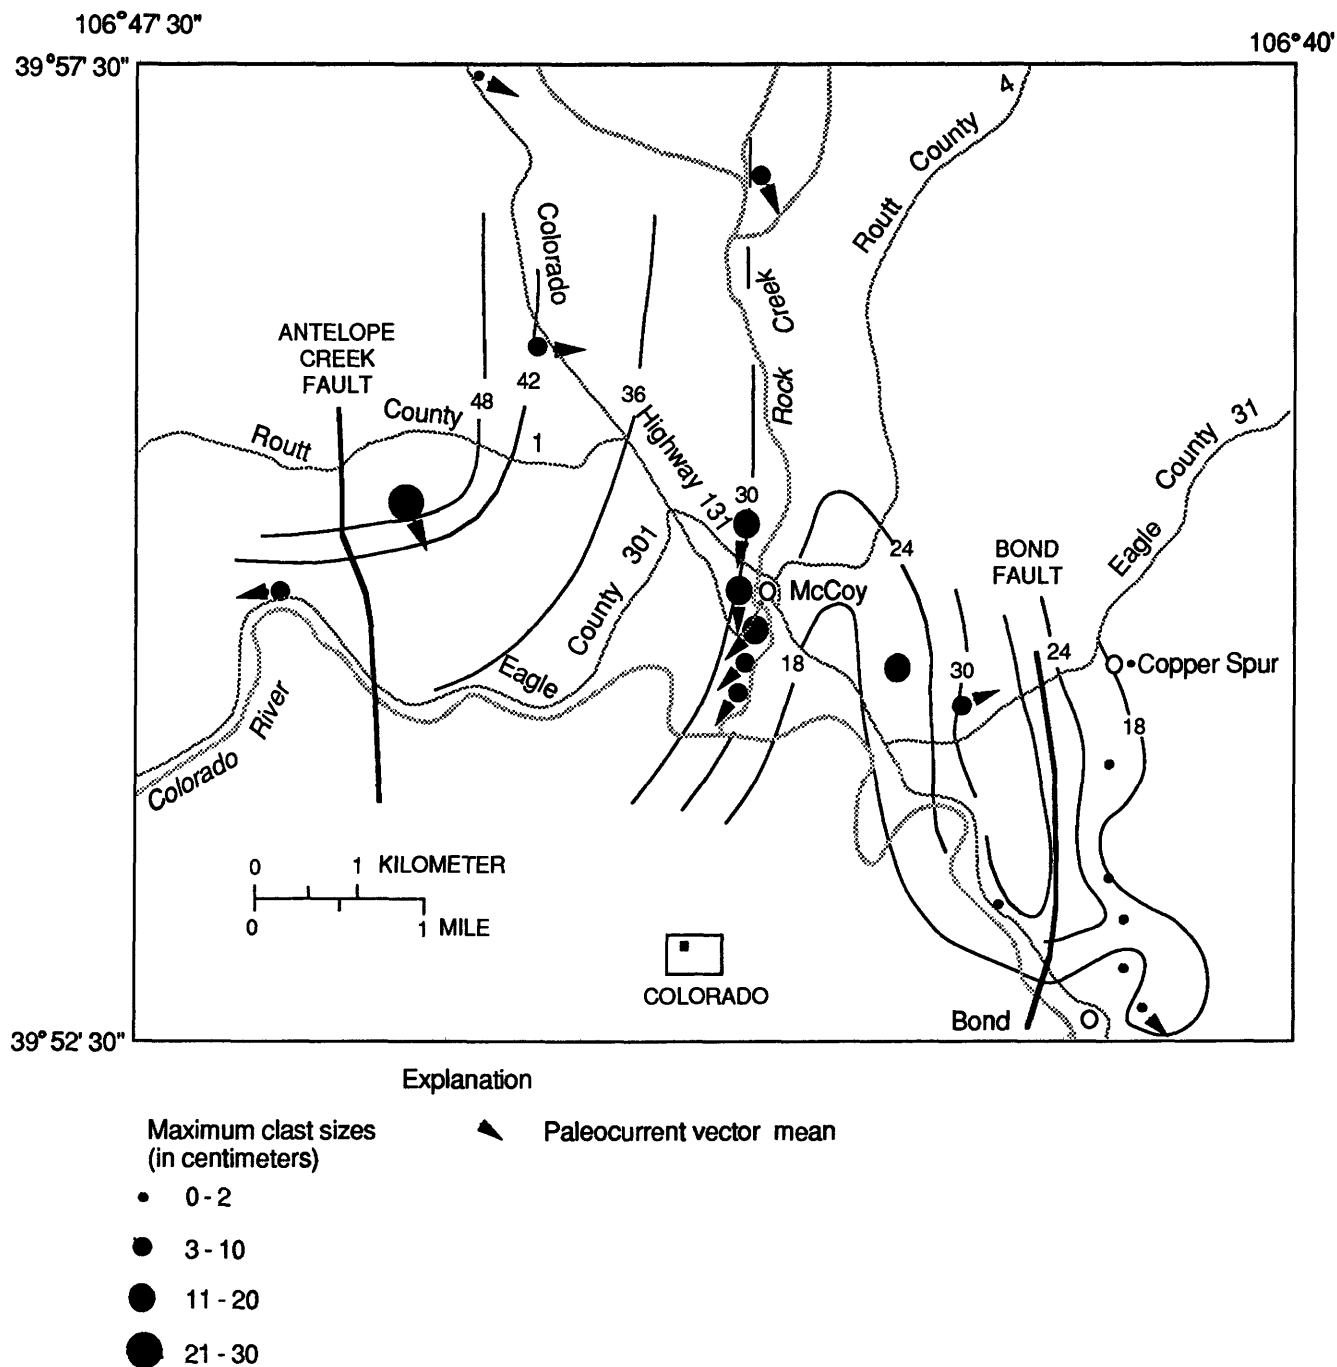 106°47'30"
106°40'
39°57'30"
4
Routt County
Colorado
Rock Creek
ANTELOPE
CREEK
FAULT
48
42
36
Routt County
1
Highway 131
30
Eagle County 31
24
BOND
FAULT
Eagle County 301
McCoy
18
30
24
Copper Spur
18
Colorado River
0 1 KILOMETER
0 1 MILE
COLORADO
Bond
39°52'30"
Explanation
Maximum clast sizes
(in centimeters)
Paleocurrent vector mean
0 - 2
3 - 10
11 - 20
21 - 30